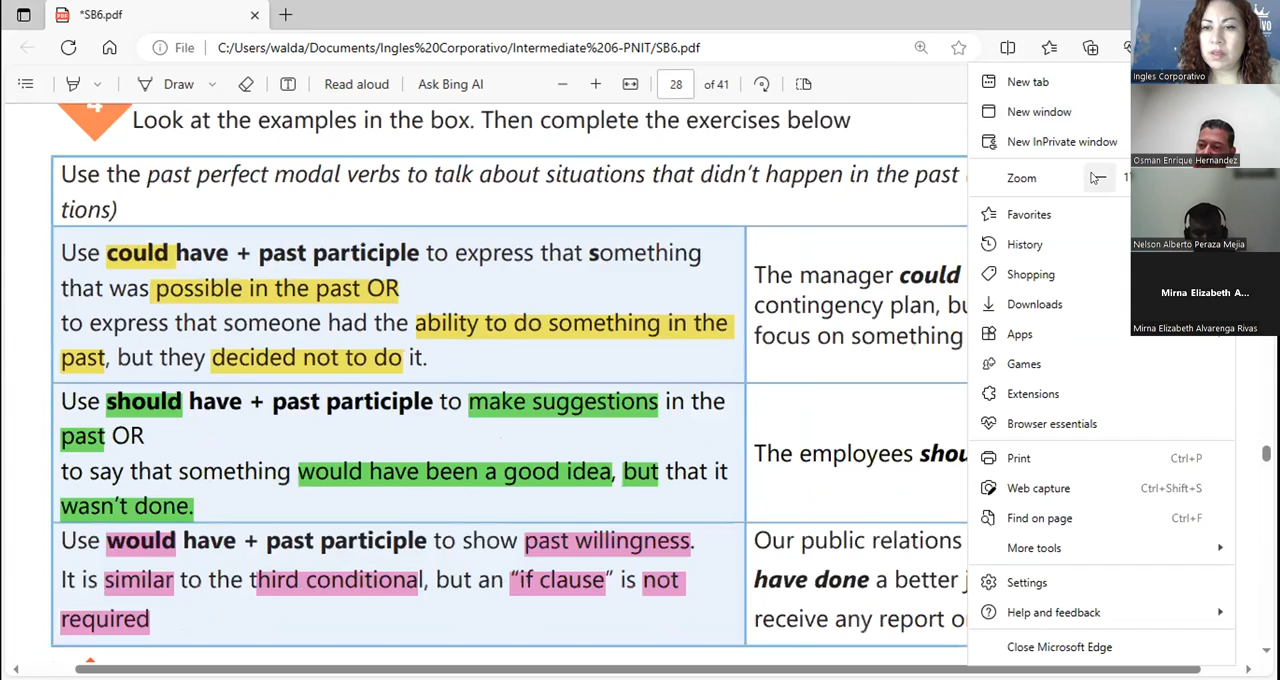 *SB6.pdf
File
C:/Users/walda/Documents/Ingles%20Corporativo/Intermediate%206-PNIT/SB6.pdf
Draw
Read aloud
Ask Bing AI
28
of 41
4
Look at the examples in the box. Then complete the exercises below
Use the past perfect modal verbs to talk about situations that didn't happen in the past
tions)
Use could have + past participle to express that something
that was possible in the past OR
to express that someone had the ability to do something in the
past, but they decided not to do it.
The manager could
contingency plan, bu
focus on something
Use should have + past participle to make suggestions in the
past OR
to say that something would have been a good idea, but that it
wasn't done.
The employees shou
Use would have + past participle to show past willingness.
It is similar to the third conditional, but an "if clause" is not
required
Our public relations
have done a better j
receive any report o
New tab
New window
New InPrivate window
Zoom
Favorites
History
Shopping
Downloads
Apps
Games
Extensions
Browser essentials
Print Ctrl+P
Web capture Ctrl+Shift+S
Find on page Ctrl+F
More tools
Settings
Help and feedback
Close Microsoft Edge
Ingles Corporativo
Osman Enrique Hernandez
Nelson Alberto Peraza Mejia
Mirna Elizabeth A...
Mirna Elizabeth Alvarenga Rivas